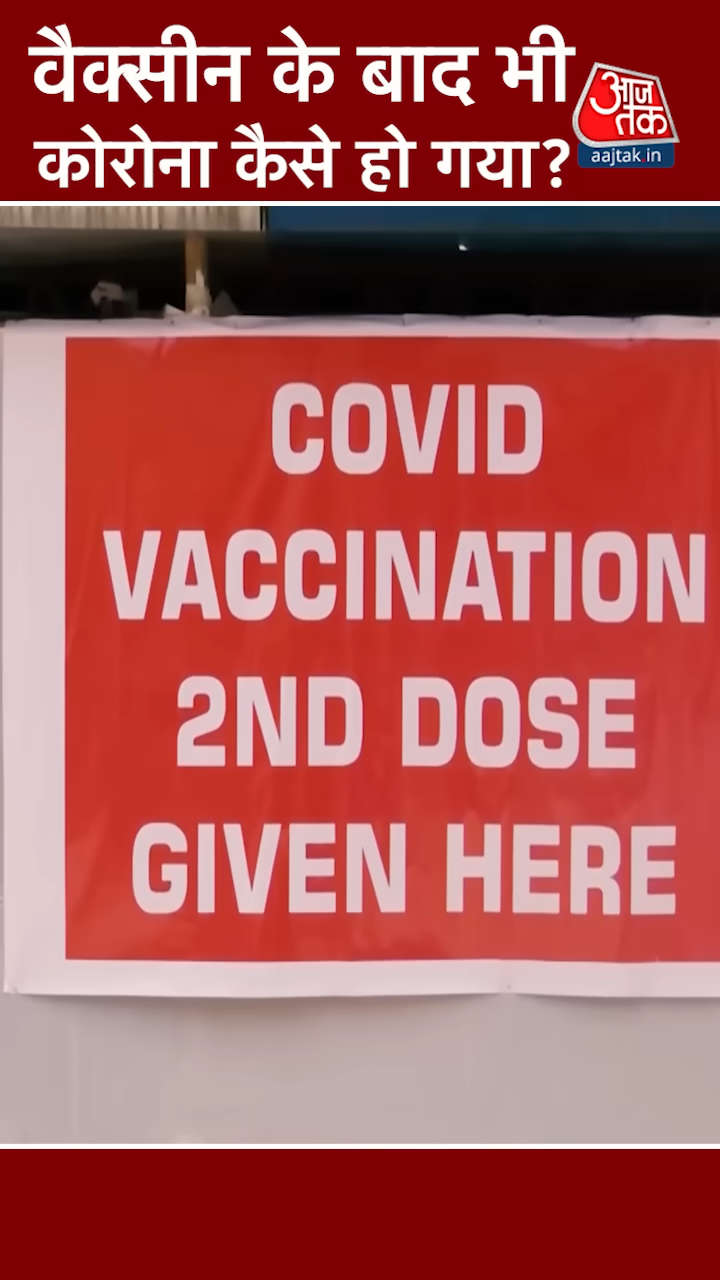 वैक्सीन के बाद भी
कोरोना कैसे हो गया?
आज
तक
aajtak.in
COVID
VACCINATION
2ND DOSE
GIVEN HERE